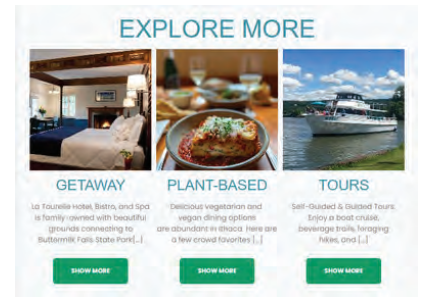 EXPLORE MORE
GETAWAY
La Tourelle Hotel, Bistro, and Spa
is family-owned with beautiful
grounds connecting to
Buttermilk Falls State Park[...]
SHOW MORE
PLANT-BASED
Delicious vegetarian and
vegan dining options
are abundant in Ithaca. Here are
a few crowd favorites [...]
SHOW MORE
TOURS
Self-Guided & Guided Tours.
Enjoy a boat cruise,
beverage trails, foraging
hikes, and [...]
SHOW MORE